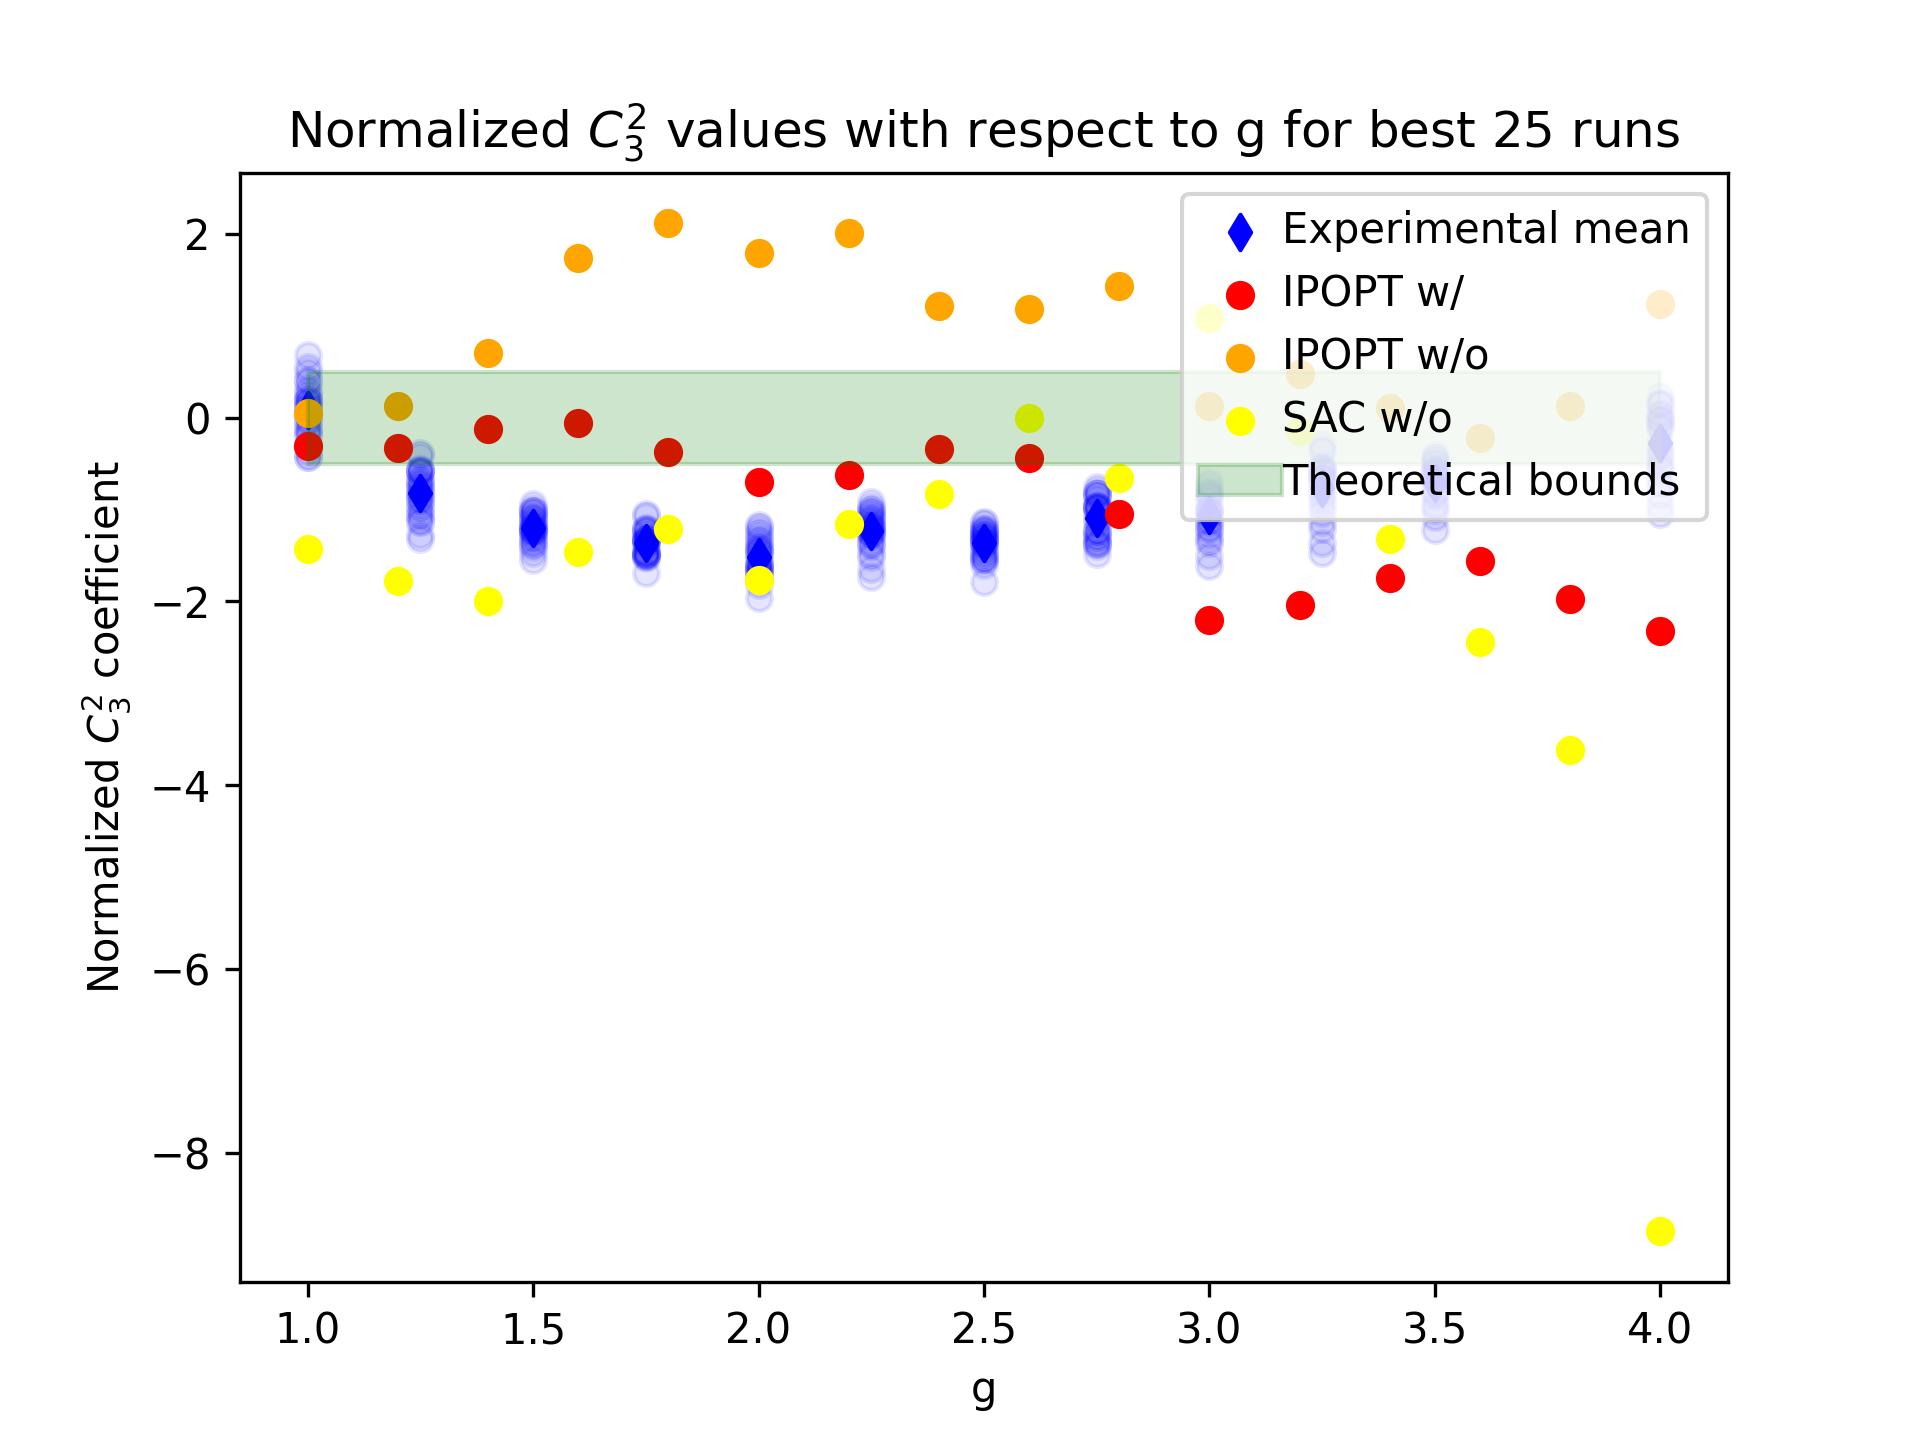 Normalized $C_3^2$ values with respect to g for best 25 runs
Experimental mean
IPOPT w/
IPOPT w/o
SAC w/o
Theoretical bounds
Normalized $C_3^2$ coefficient
2
0
−2
−4
−6
−8
1.0 1.5 2.0 2.5 3.0 3.5 4.0
g